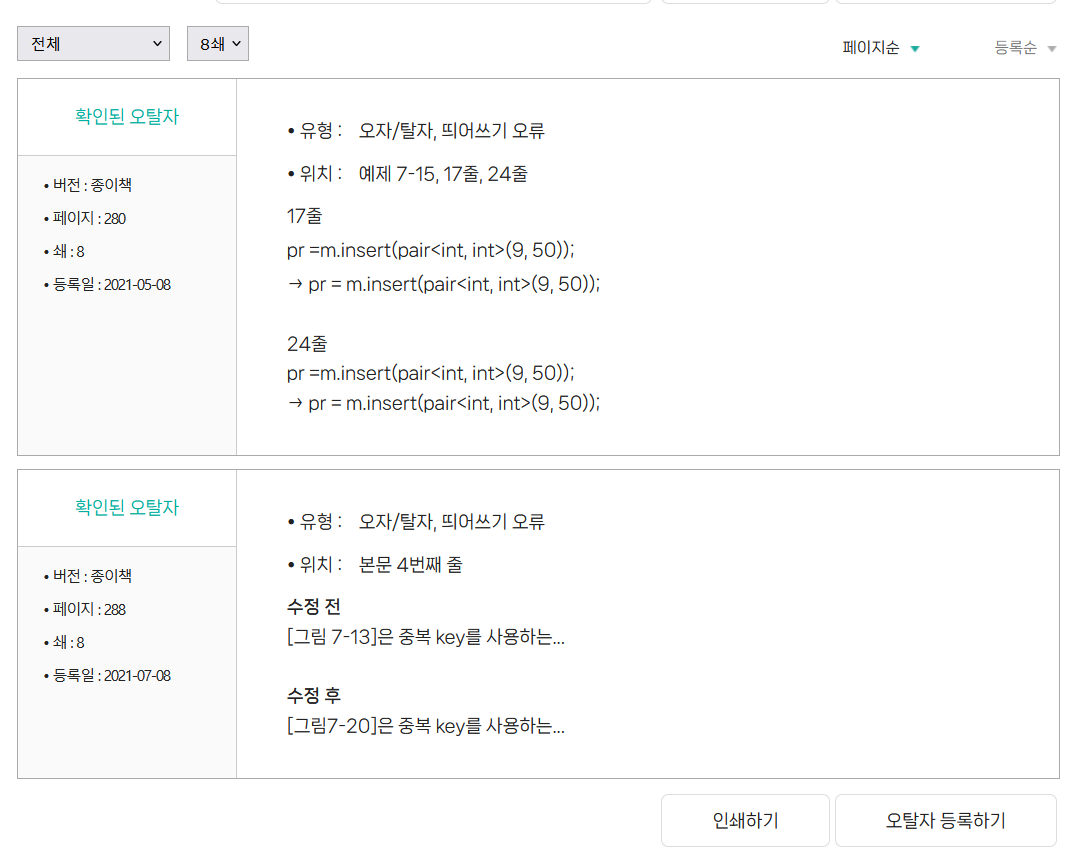 전체
8쇄
페이지순 ▼
등록순 ▼
확인된 오탈자
• 버전 : 종이책
• 페이지 : 280
• 쇄 : 8
• 등록일 : 2021-05-08
• 유형 : 오자/탈자, 띄어쓰기 오류
• 위치 : 예제 7-15, 17줄, 24줄
17줄
pr =m.insert(pair<int, int>(9, 50));
→ pr = m.insert(pair<int, int>(9, 50));
24줄
pr =m.insert(pair<int, int>(9, 50));
→ pr = m.insert(pair<int, int>(9, 50));
확인된 오탈자
• 버전 : 종이책
• 페이지 : 288
• 쇄 : 8
• 등록일 : 2021-07-08
• 유형 : 오자/탈자, 띄어쓰기 오류
• 위치 : 본문 4번째 줄
수정 전
[그림 7-13]은 중복 key를 사용하는...
수정 후
[그림7-20]은 중복 key를 사용하는...
인쇄하기
오탈자 등록하기